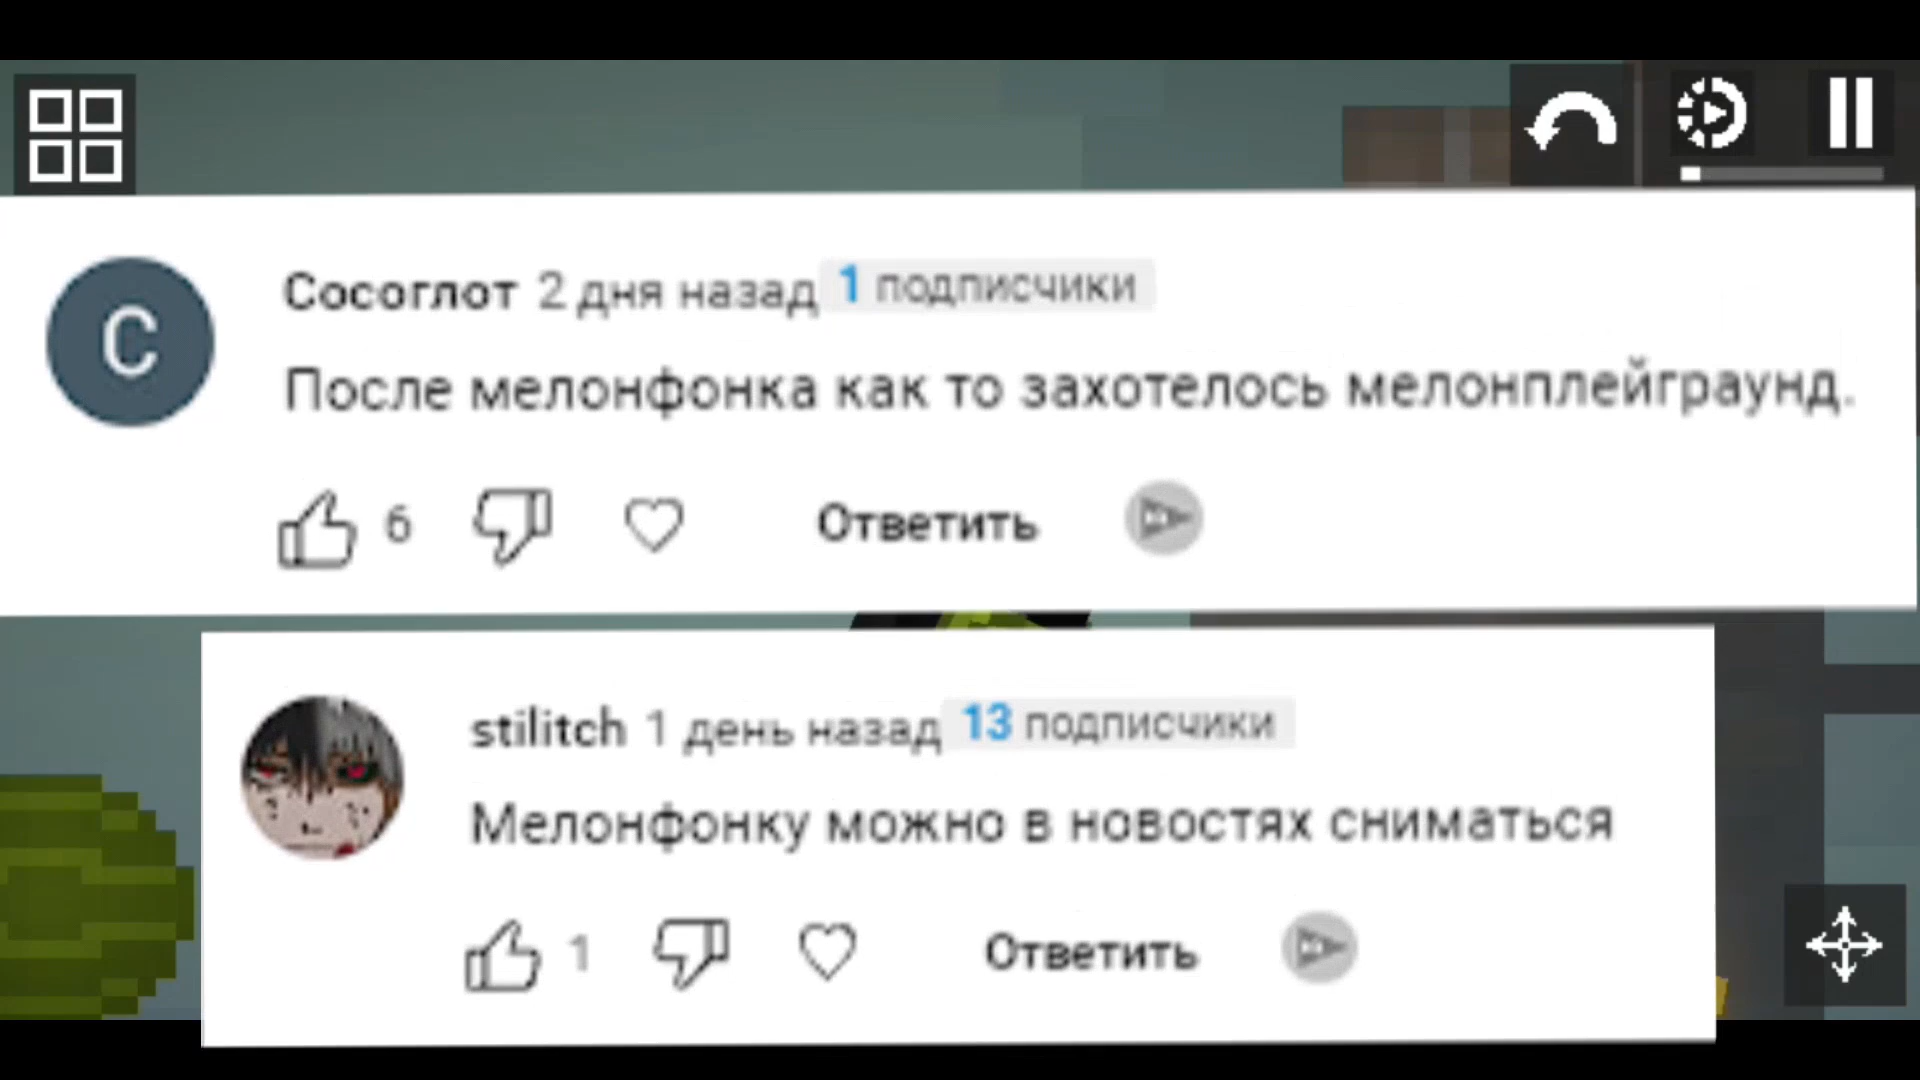 С
Сосоглот 2 дня назад 1 подписчики
После мелонфонка как то захотелось мелонплейграунд.
6 Ответить
stilitch 1 день назад 13 подписчики
Мелонфонку можно в новостях сниматься
1 Ответить